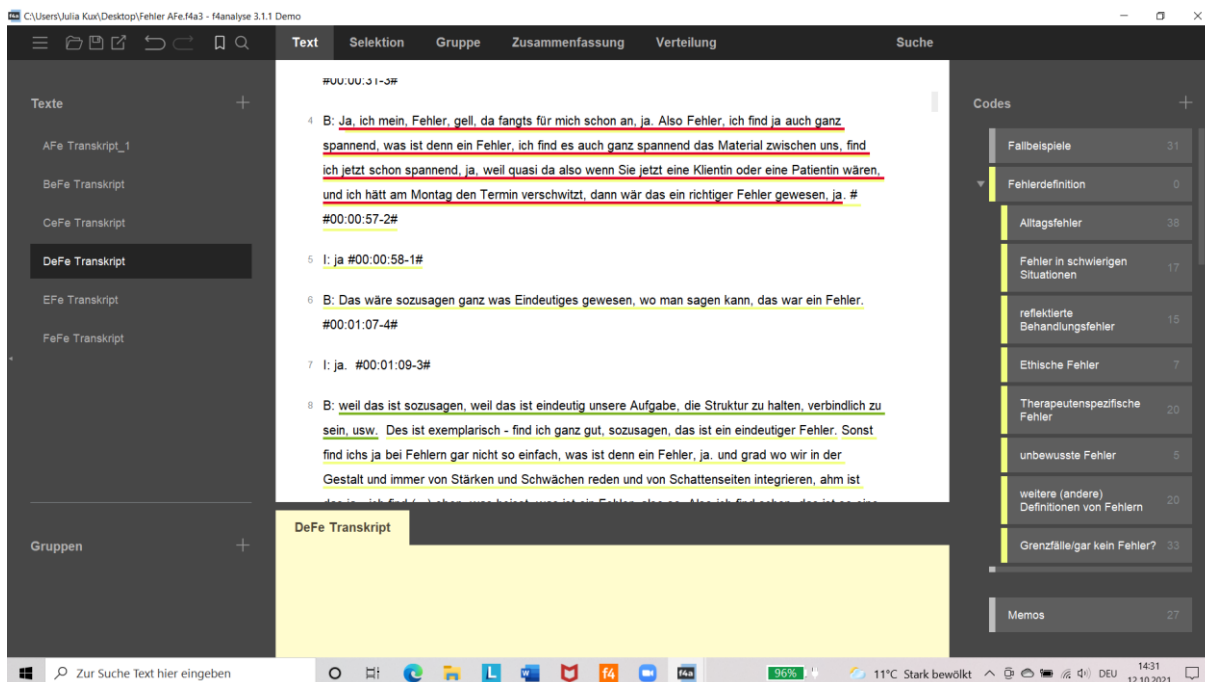 C:\Users\Julia Kux\Desktop\Fehler AFe.f4a3 - f4analyse 3.1.1 Demo
Text Selektion Gruppe Zusammenfassung Verteilung Suche
Texte
AFe Transkript_1
BeFe Transkript
CeFe Transkript
DeFe Transkript
EFe Transkript
FeFe Transkript
Gruppen
#00:00:31-3#
4 B: Ja, ich mein, Fehler, gell, da fangts für mich schon an, ja. Also Fehler, ich find ja auch ganz
spannend, was ist denn ein Fehler, ich find es auch ganz spannend das Material zwischen uns, find
ich jetzt schon spannend, ja, weil quasi da also wenn Sie jetzt eine Klientin oder eine Patientin wären,
und ich hätt am Montag den Termin verschwitzt, dann wär das ein richtiger Fehler gewesen, ja. #
#00:00:57-2#
5 I: ja #00:00:58-1#
6 B: Das wäre sozusagen ganz was Eindeutiges gewesen, wo man sagen kann, das war ein Fehler.
#00:01:07-4#
7 I: ja. #00:01:09-3#
8 B: weil das ist sozusagen, weil das ist eindeutig unsere Aufgabe, die Struktur zu halten, verbindlich zu
sein, usw. Des ist exemplarisch - find ich ganz gut, sozusagen, das ist ein eindeutiger Fehler. Sonst
find ichs ja bei Fehlern gar nicht so einfach, was ist denn ein Fehler, ja. und grad wo wir in der
Gestalt und immer von Stärken und Schwächen reden und von Schattenseiten integrieren, ahm ist
DeFe Transkript
Codes
Fallbeispiele 31
Fehlerdefinition 0
Alltagsfehler 38
Fehler in schwierigen
Situationen 17
reflektierte
Behandlungsfehler 15
Ethische Fehler 7
Therapeutenspezifische
Fehler 20
unbewusste Fehler 5
weitere (andere)
Definitionen von Fehlern 20
Grenzfälle/gar kein Fehler? 33
Memos 27
Zur Suche Text hier eingeben
L
f4
f4a
96%
11°C Stark bewölkt
DEU
14:31
12.10.2021